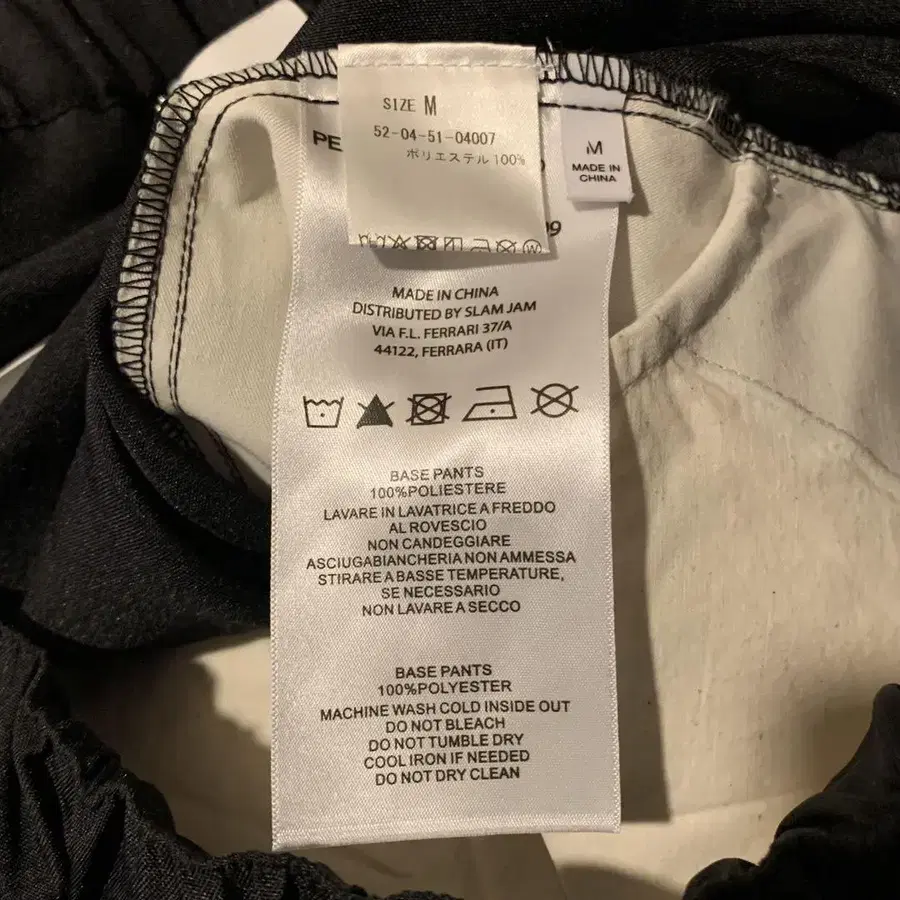 SIZE M
52-04-51-04007
ポリエステル 100%
M
MADE IN
CHINA
PE
99
MADE IN CHINA
DISTRIBUTED BY SLAM JAM
VIA F.L. FERRARI 37/A
44122, FERRARA (IT)
BASE PANTS
100%POLIESTERE
LAVARE IN LAVATRICE A FREDDO
AL ROVESCIO
NON CANDEGGIARE
ASCIUGABIANCHERIA NON AMMESSA
STIRARE A BASSE TEMPERATURE,
SE NECESSARIO
NON LAVARE A SECCO
BASE PANTS
100%POLYESTER
MACHINE WASH COLD INSIDE OUT
DO NOT BLEACH
DO NOT TUMBLE DRY
COOL IRON IF NEEDED
DO NOT DRY CLEAN